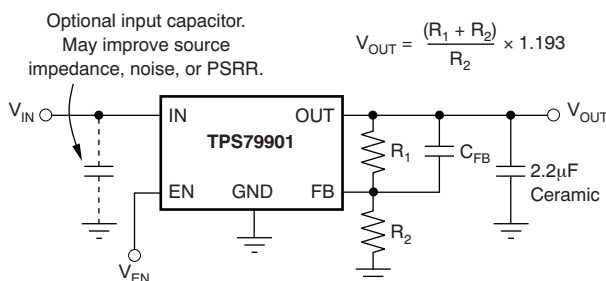 Optional input capacitor.
May improve source
impedance, noise, or PSRR.
V_OUT = (R_1 + R_2) / R_2 × 1.193
V_IN
IN
OUT
V_OUT
TPS79901
R_1
C_FB
2.2µF
Ceramic
EN
GND
FB
R_2
V_EN